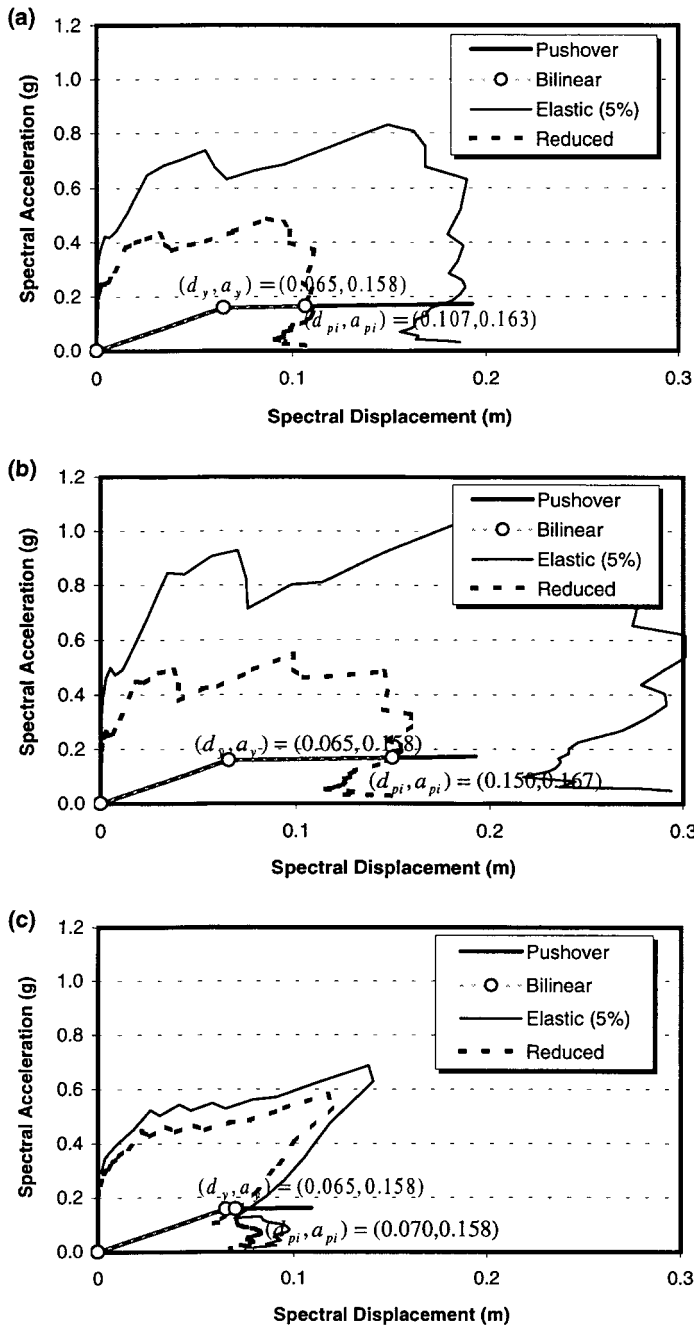 (a)
1.2
1.0
0.8
0.6
0.4
0.2
0.0
Spectral Acceleration (g)
Pushover
Bilinear
Elastic (5%)
Reduced
(d_y, a_y) = (0.065, 0.158)
(d_pi, a_pi) = (0.107, 0.163)
0
0.1
0.2
0.3
Spectral Displacement (m)
(b)
1.2
1.0
0.8
0.6
0.4
0.2
0.0
Spectral Acceleration (g)
Pushover
Bilinear
Elastic (5%)
Reduced
(d_y, a_y) = (0.065, 0.158)
(d_pi, a_pi) = (0.150, 0.167)
0
0.1
0.2
0.3
Spectral Displacement (m)
(c)
1.2
1.0
0.8
0.6
0.4
0.2
0.0
Spectral Acceleration (g)
Pushover
Bilinear
Elastic (5%)
Reduced
(d_y, a_y) = (0.065, 0.158)
(d_pi, a_pi) = (0.070, 0.158)
0
0.1
0.2
0.3
Spectral Displacement (m)